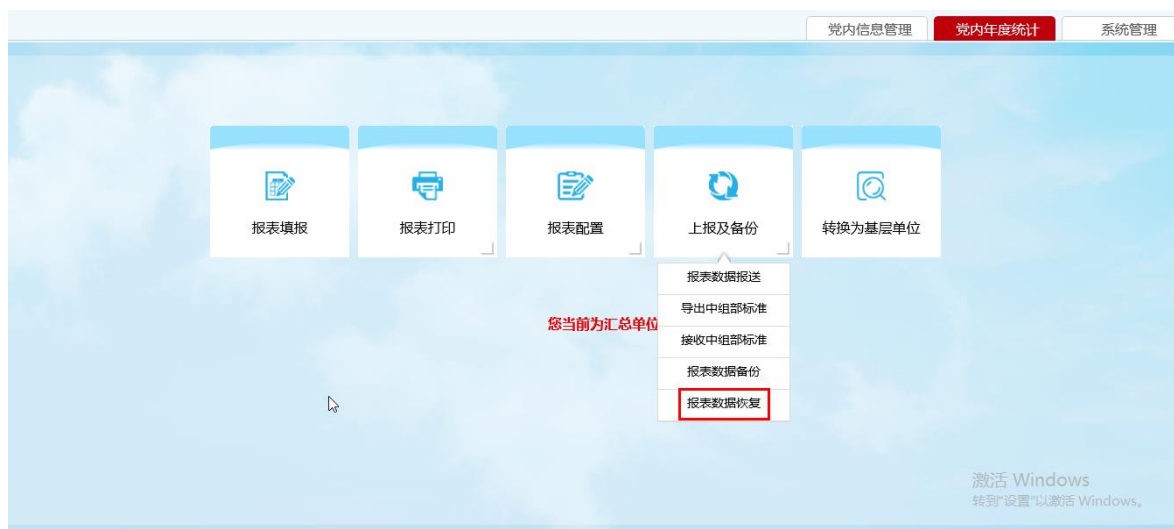 党内信息管理
党内年度统计
系统管理
报表填报
报表打印
报表配置
上报及备份
转换为基层单位
报表数据报送
导出中组部标准
接收中组部标准
报表数据备份
报表数据恢复
您当前为汇总单位
激活 Windows
转到"设置"以激活 Windows。